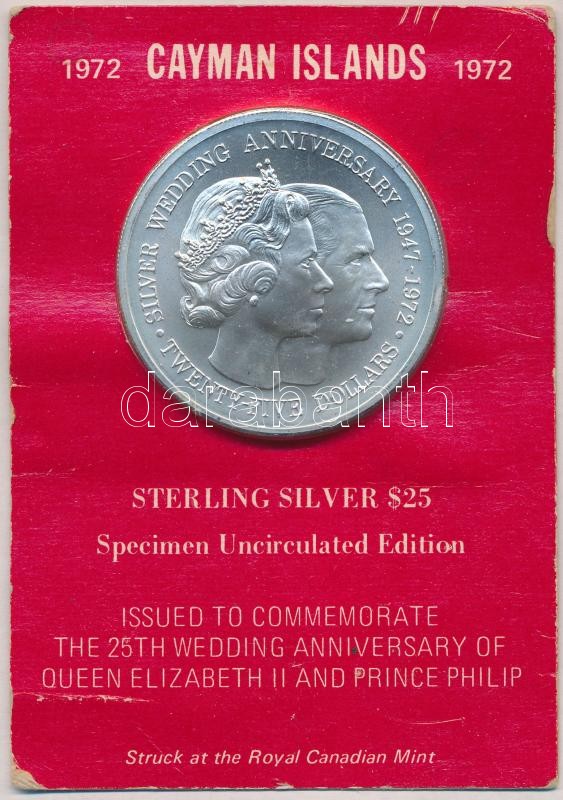 1972 CAYMAN ISLANDS 1972
SILVER WEDDING ANNIVERSARY 1947-1972
TWENTY FIVE DOLLARS
darabanth
STERLING SILVER $25
Specimen Uncirculated Edition
ISSUED TO COMMEMORATE
THE 25TH WEDDING ANNIVERSARY OF
QUEEN ELIZABETH II AND PRINCE PHILIP
Struck at the Royal Canadian Mint